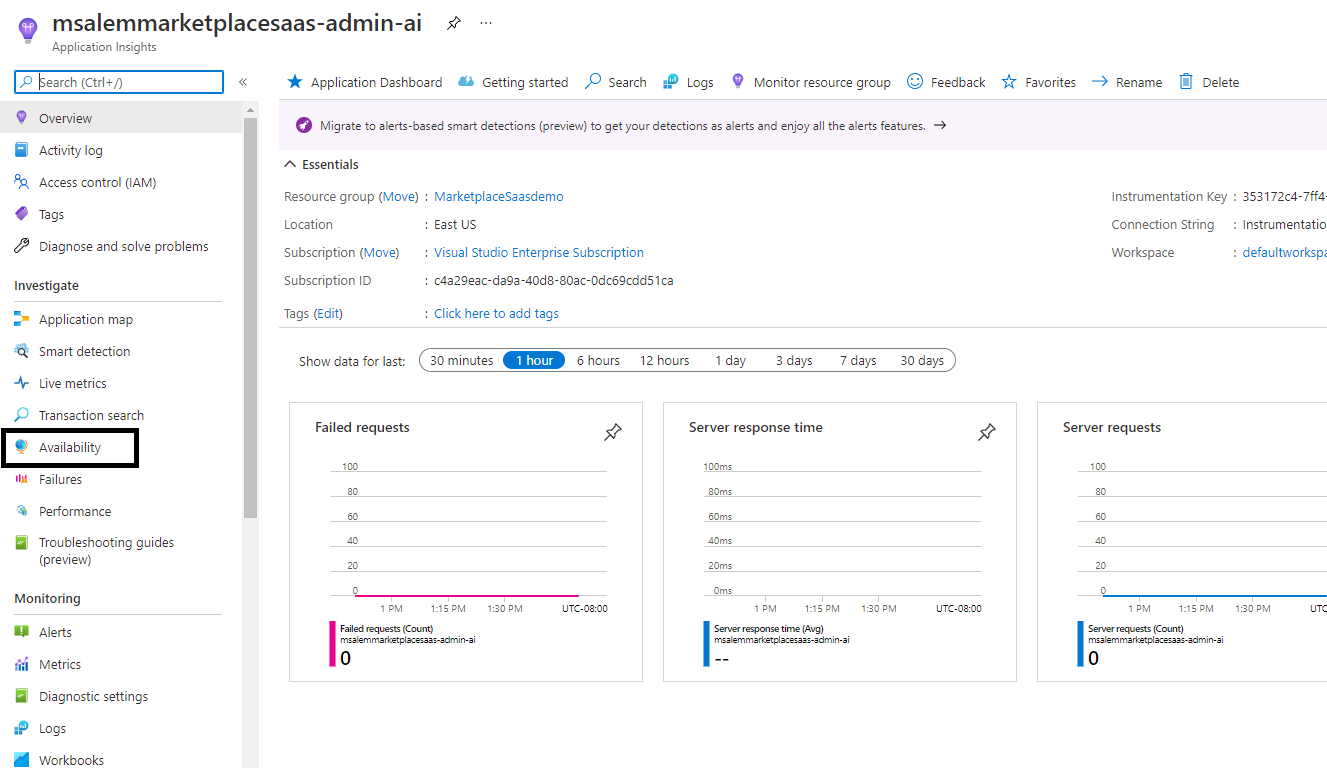 msalemmarketplacesaas-admin-ai
Application Insights
Search (Ctrl+/)
Overview
Activity log
Access control (IAM)
Tags
Diagnose and solve problems
Investigate
Application map
Smart detection
Live metrics
Transaction search
Availability
Failures
Performance
Troubleshooting guides
(preview)
Monitoring
Alerts
Metrics
Diagnostic settings
Logs
Workbooks
Application Dashboard Getting started Search Logs Monitor resource group Feedback Favorites Rename Delete
Migrate to alerts-based smart detections (preview) to get your detections as alerts and enjoy all the alerts features. →
Essentials
Resource group (Move) : MarketplaceSaasdemo
Location : East US
Subscription (Move) : Visual Studio Enterprise Subscription
Subscription ID : c4a29eac-da9a-40d8-80ac-0dc69cdd51ca
Tags (Edit) : Click here to add tags
Instrumentation Key : 353172c4-7ff4-
Connection String : Instrumentatio
Workspace : defaultworkspa
Show data for last: 30 minutes 1 hour 6 hours 12 hours 1 day 3 days 7 days 30 days
Failed requests
100
80
60
40
20
0
1 PM 1:15 PM 1:30 PM UTC-08:00
Failed requests (Count)
msalemmarketplacesaas-admin-ai
0
Server response time
100ms
80ms
60ms
40ms
20ms
0ms
1 PM 1:15 PM 1:30 PM UTC-08:00
Server response time (Avg)
msalemmarketplacesaas-admin-ai
--
Server requests
100
80
60
40
20
0
1 PM 1:15 PM 1:30 PM UTC
Server requests (Count)
msalemmarketplacesaas-admin-ai
0